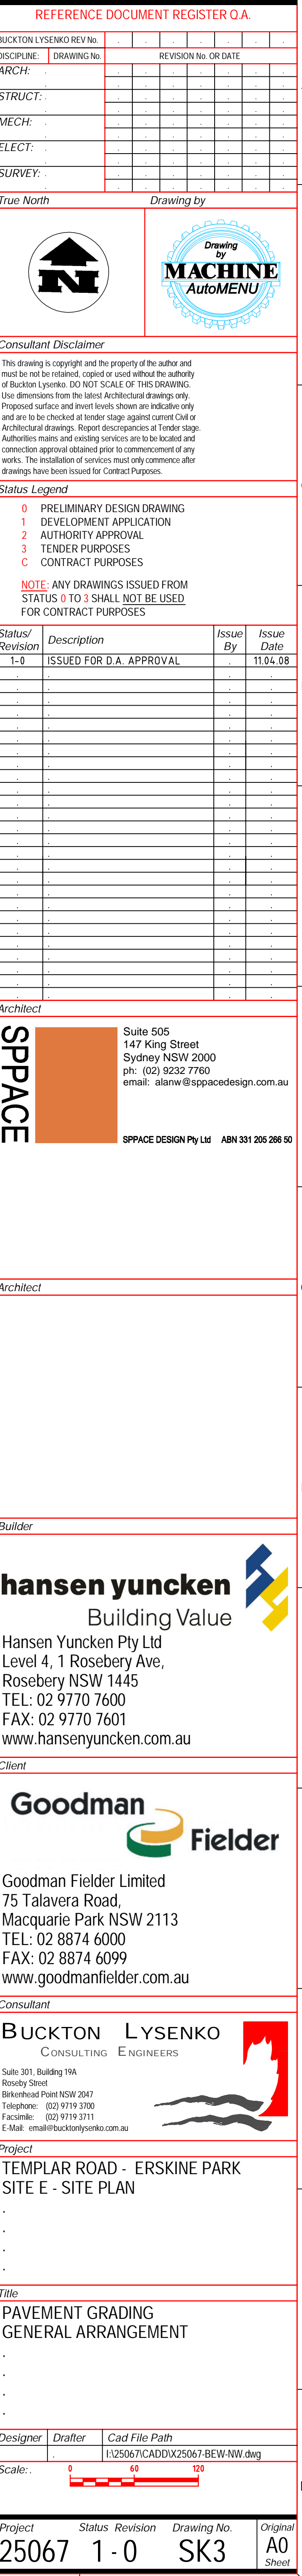 REFERENCE DOCUMENT REGISTER Q.A.
BUCKTON LYSENKO REV No. . . . . . . .
DISCIPLINE: DRAWING No. REVISION No. OR DATE
ARCH: .
STRUCT: .
MECH: .
ELECT: .
SURVEY: .
True North Drawing by
N
Drawing
by
MACHINE
AutoMENU
Consultant Disclaimer
This drawing is copyright and the property of the author and
must be not be retained, copied or used without the authority
of Buckton Lysenko. DO NOT SCALE OF THIS DRAWING.
Use dimensions from the latest Architectural drawings only.
Proposed surface and invert levels shown are indicative only
and are to be checked at tender stage against current Civil or
Architectural drawings. Report descrepancies at Tender stage.
Authorities mains and existing services are to be located and
connection approval obtained prior to commencement of any
works. The installation of services must only commence after
drawings have been issued for Contract Purposes.
Status Legend
0 PRELIMINARY DESIGN DRAWING
1 DEVELOPMENT APPLICATION
2 AUTHORITY APPROVAL
3 TENDER PURPOSES
C CONTRACT PURPOSES
NOTE: ANY DRAWINGS ISSUED FROM
STATUS 0 TO 3 SHALL NOT BE USED
FOR CONTRACT PURPOSES
Status/ Revision Description Issue By Issue Date
1-0 ISSUED FOR D.A. APPROVAL . 11.04.08
Architect
SPPACE
Suite 505
147 King Street
Sydney NSW 2000
ph: (02) 9232 7760
email: alanw@sppacedesign.com.au
SPPACE DESIGN Pty Ltd ABN 331 205 266 50
Architect
Builder
hansen yuncken
Building Value
Hansen Yuncken Pty Ltd
Level 4, 1 Rosebery Ave,
Rosebery NSW 1445
TEL: 02 9770 7600
FAX: 02 9770 7601
www.hansenyuncken.com.au
Client
Goodman
Fielder
Goodman Fielder Limited
75 Talavera Road,
Macquarie Park NSW 2113
TEL: 02 8874 6000
FAX: 02 8874 6099
www.goodmanfielder.com.au
Consultant
BUCKTON LYSENKO
CONSULTING ENGINEERS
Suite 301, Building 19A
Roseby Street
Birkenhead Point NSW 2047
Telephone: (02) 9719 3700
Facsimile: (02) 9719 3711
E-Mail: email@bucktonlysenko.com.au
Project
TEMPLAR ROAD - ERSKINE PARK
SITE E - SITE PLAN
.
.
.
.
Title
PAVEMENT GRADING
GENERAL ARRANGEMENT
.
.
.
.
Designer Drafter Cad File Path
. I:\25067\CADD\X25067-BEW-NW.dwg
Scale: . 0 60 120
Project Status Revision Drawing No. Original
25067 1 - 0 SK3 A0
Sheet